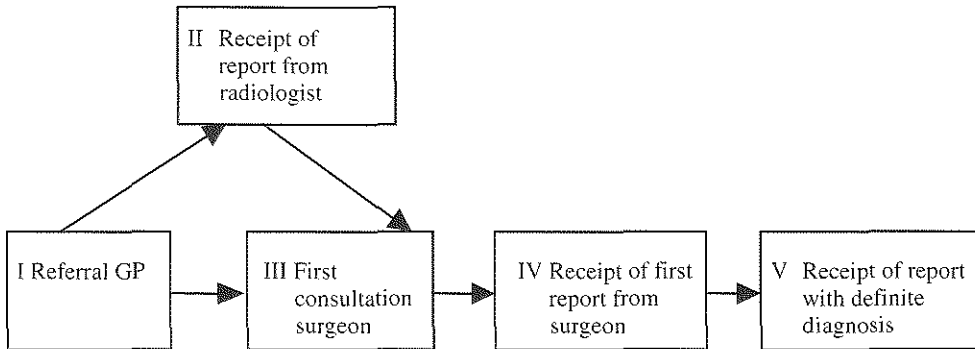 II Receipt of
report from
radiologist
I Referral GP
III First
consultation
surgeon
IV Receipt of first
report from
surgeon
V Receipt of report
with definite
diagnosis